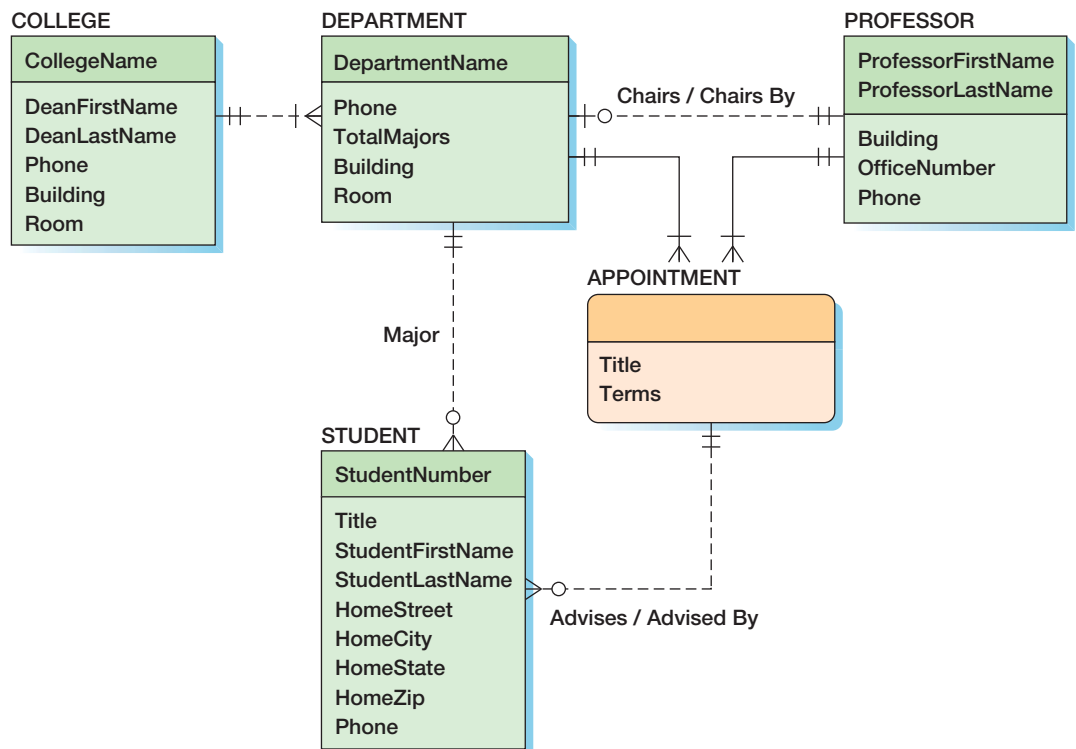 COLLEGE
CollegeName
DeanFirstName
DeanLastName
Phone
Building
Room
DEPARTMENT
DepartmentName
Phone
TotalMajors
Building
Room
Chairs / Chairs By
PROFESSOR
ProfessorFirstName
ProfessorLastName
Building
OfficeNumber
Phone
APPOINTMENT
Title
Terms
Major
STUDENT
StudentNumber
Title
StudentFirstName
StudentLastName
HomeStreet
HomeCity
HomeState
HomeZip
Phone
Advises / Advised By